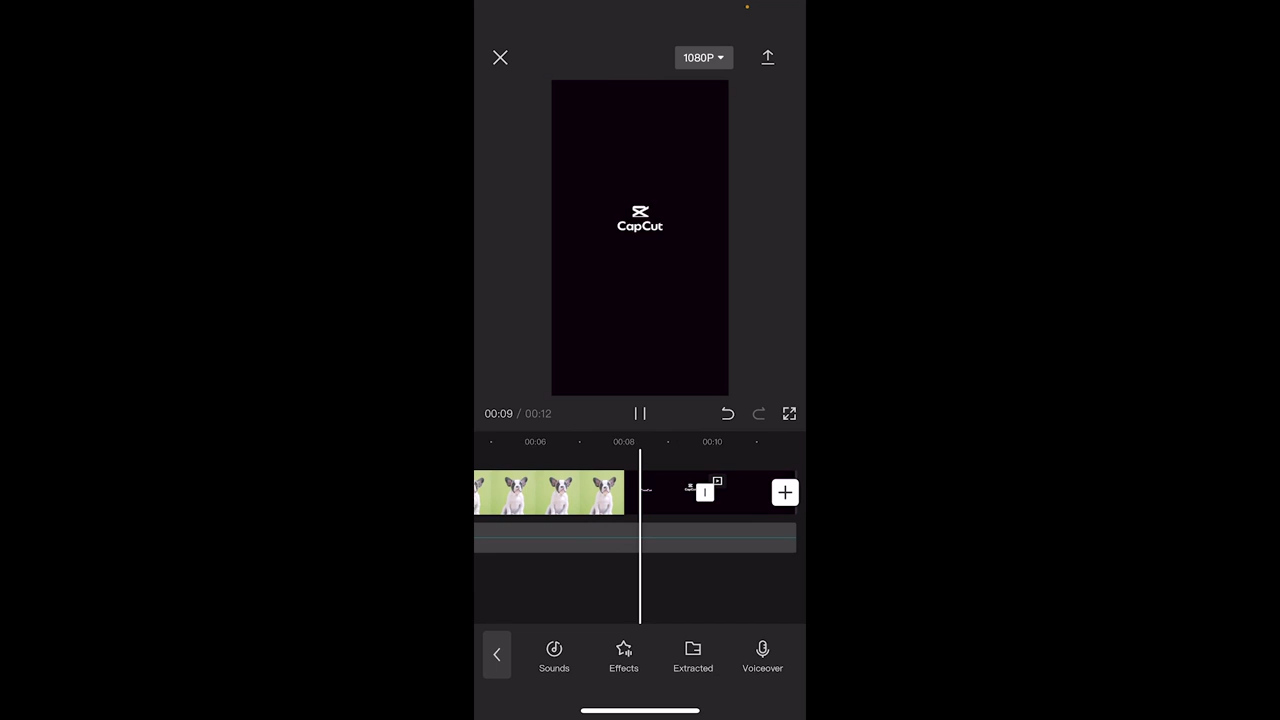 1080P
CapCut
00:09 / 00:12
00:06 00:08 00:10
Sounds Effects Extracted Voiceover